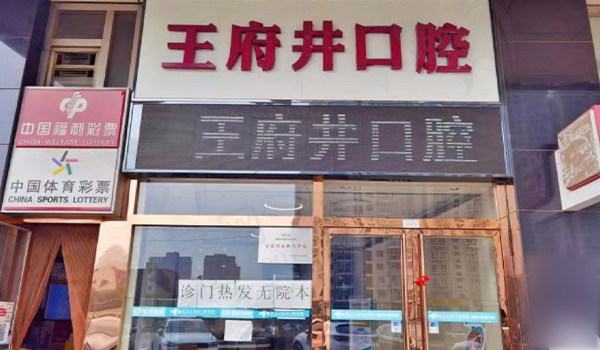 王府井口腔
王府井口腔
中国福利彩票
CHINA WELFARE LOTTERY
中国体育彩票
CHINA SPORTS LOTTERY
诊门热发无院本